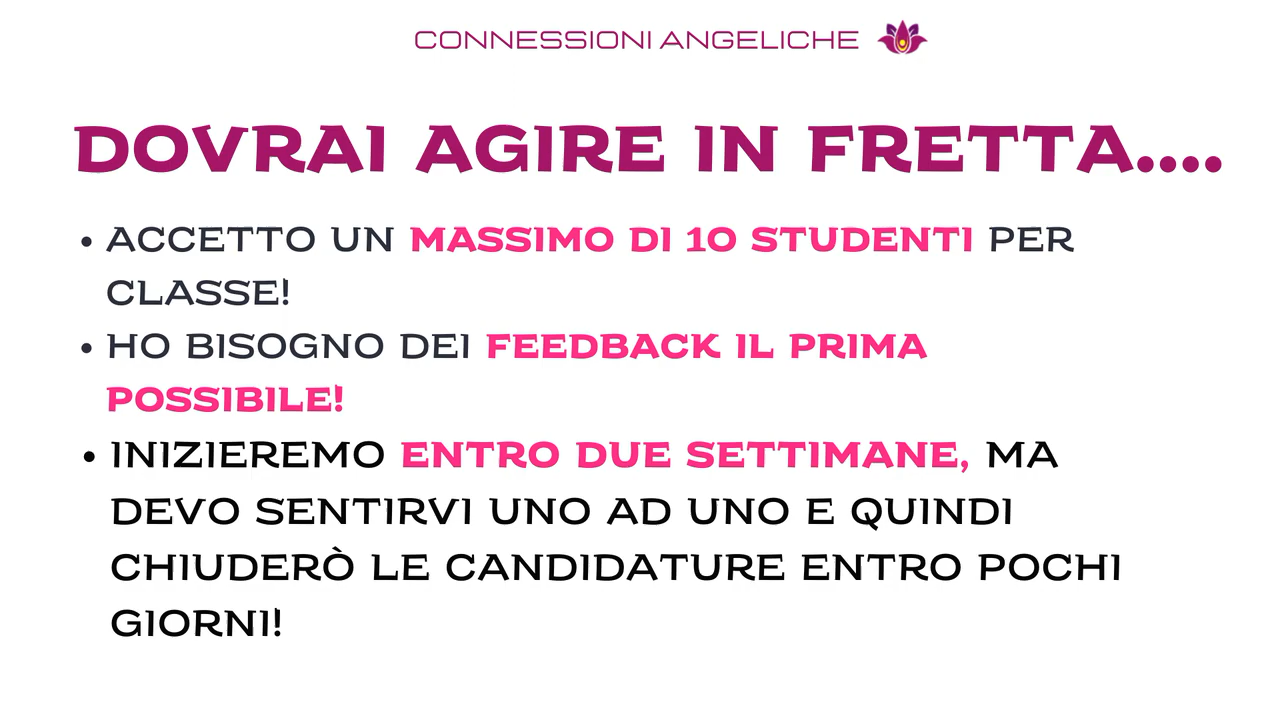 CONNESSIONI ANGELICHE
DOVRAI AGIRE IN FRETTA....
• ACCETTO UN MASSIMO DI 10 STUDENTI PER
CLASSE!
• HO BISOGNO DEI FEEDBACK IL PRIMA
POSSIBILE!
• INIZIEREMO ENTRO DUE SETTIMANE, MA
DEVO SENTIRVI UNO AD UNO E QUINDI
CHIUDERÒ LE CANDIDATURE ENTRO POCHI
GIORNI!